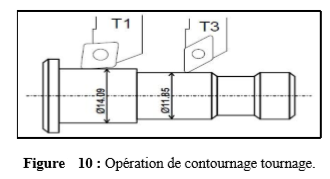 T1
T3
Ø14.09
Ø11.85
Figure 10 : Opération de contournage tournage.